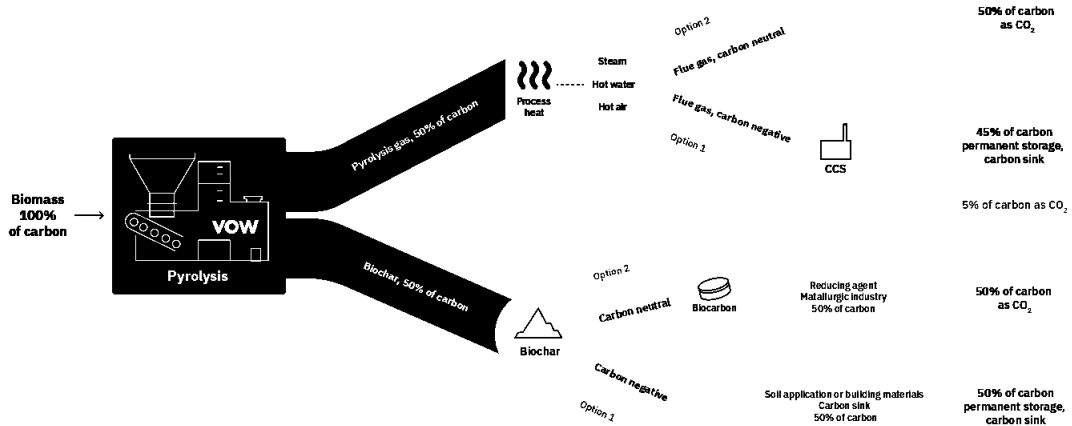 Biomass
100%
of carbon
VOW
Pyrolysis
Pyrolysis gas, 50% of carbon
Biochar, 50% of carbon
Process
heat
Steam
Hot water
Hot air
Option 2
Flue gas, carbon neutral
50% of carbon
as CO₂
Flue gas, carbon negative
Option 1
CCS
45% of carbon
permanent storage,
carbon sink
5% of carbon as CO₂
Biochar
Option 2
Carbon neutral
Biocarbon
Reducing agent
Matallurgic industry
50% of carbon
50% of carbon
as CO₂
Carbon negative
Option 1
Soil application or building materials
Carbon sink
50% of carbon
50% of carbon
permanent storage,
carbon sink